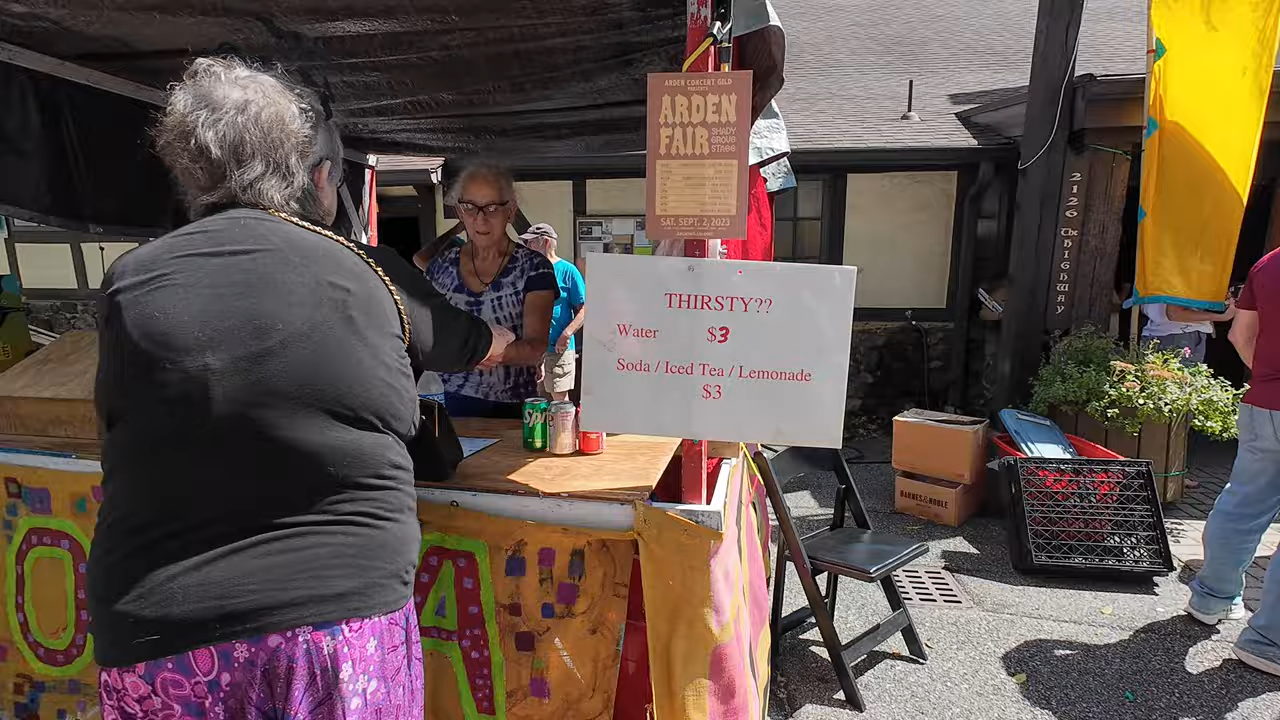 ARDEN CONCERT GILD
PRESENTS
ARDEN
FAIR
SHADY
GROVE
STAGE
SAT. SEPT. 2, 2023
THIRSTY??
Water $3
Soda / Iced Tea / Lemonade
$3
2126 The HIGHWAY
BARNES & NOBLE
Sp
O
A